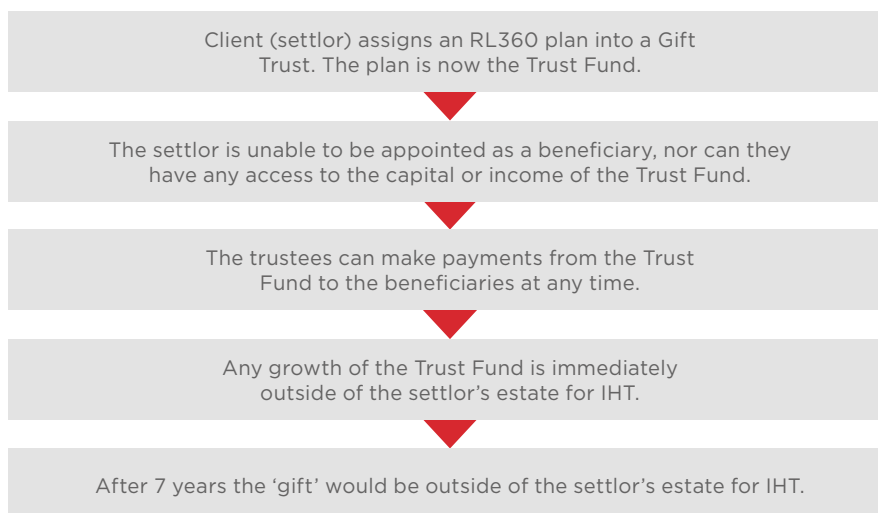 Client (settlor) assigns an RL360 plan into a Gift
Trust. The plan is now the Trust Fund.
The settlor is unable to be appointed as a beneficiary, nor can they
have any access to the capital or income of the Trust Fund.
The trustees can make payments from the Trust
Fund to the beneficiaries at any time.
Any growth of the Trust Fund is immediately
outside of the settlor’s estate for IHT.
After 7 years the ‘gift’ would be outside of the settlor’s estate for IHT.